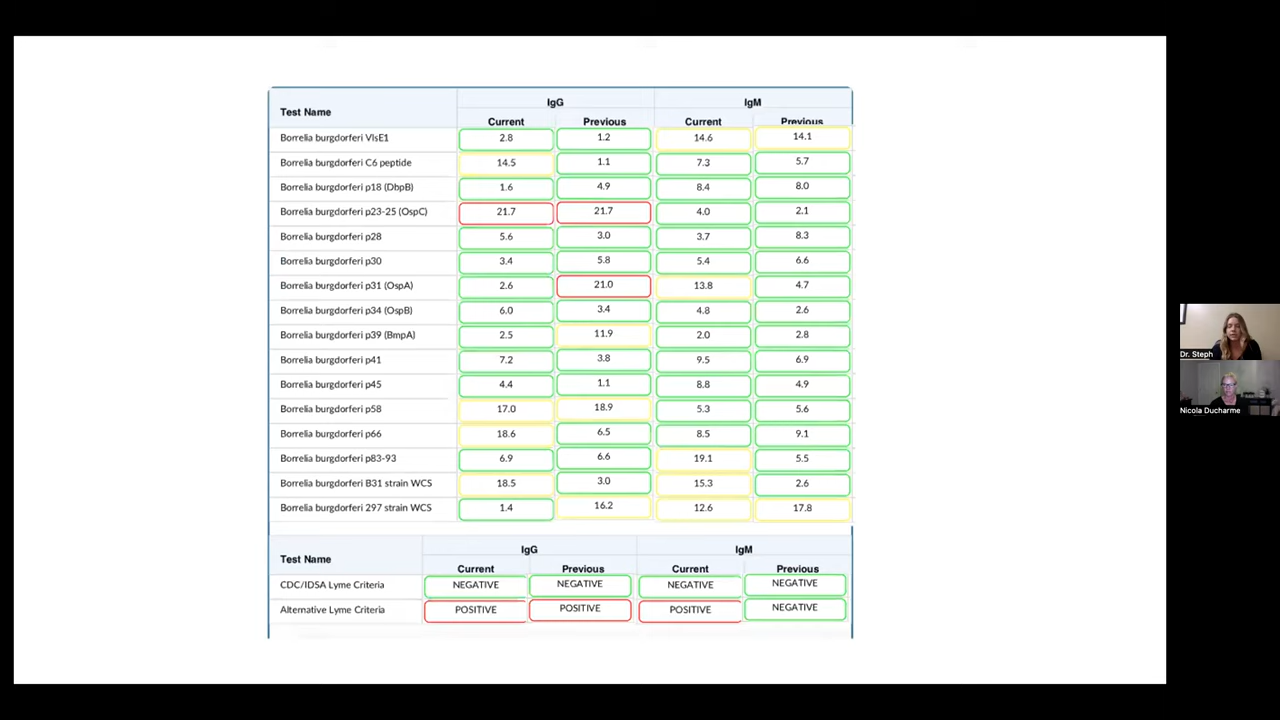 IgG IgM
Test Name
Current Previous Current Previous
Borrelia burgdorferi VlsE1 2.8 1.2 14.6 14.1
Borrelia burgdorferi C6 peptide 14.5 1.1 7.3 5.7
Borrelia burgdorferi p18 (DbpB) 1.6 4.9 8.4 8.0
Borrelia burgdorferi p23-25 (OspC) 21.7 21.7 4.0 2.1
Borrelia burgdorferi p28 5.6 3.0 3.7 8.3
Borrelia burgdorferi p30 3.4 5.8 5.4 6.6
Borrelia burgdorferi p31 (OspA) 2.6 21.0 13.8 4.7
Borrelia burgdorferi p34 (OspB) 6.0 3.4 4.8 2.6
Borrelia burgdorferi p39 (BmpA) 2.5 11.9 2.0 2.8
Borrelia burgdorferi p41 7.2 3.8 9.5 6.9
Borrelia burgdorferi p45 4.4 1.1 8.8 4.9
Borrelia burgdorferi p58 17.0 18.9 5.3 5.6
Borrelia burgdorferi p66 18.6 6.5 8.5 9.1
Borrelia burgdorferi p83-93 6.9 6.6 19.1 5.5
Borrelia burgdorferi B31 strain WCS 18.5 3.0 15.3 2.6
Borrelia burgdorferi 297 strain WCS 1.4 16.2 12.6 17.8
IgG IgM
Test Name
Current Previous Current Previous
CDC/IDSA Lyme Criteria NEGATIVE NEGATIVE NEGATIVE NEGATIVE
Alternative Lyme Criteria POSITIVE POSITIVE POSITIVE NEGATIVE
Dr. Steph
Nicola Ducharme